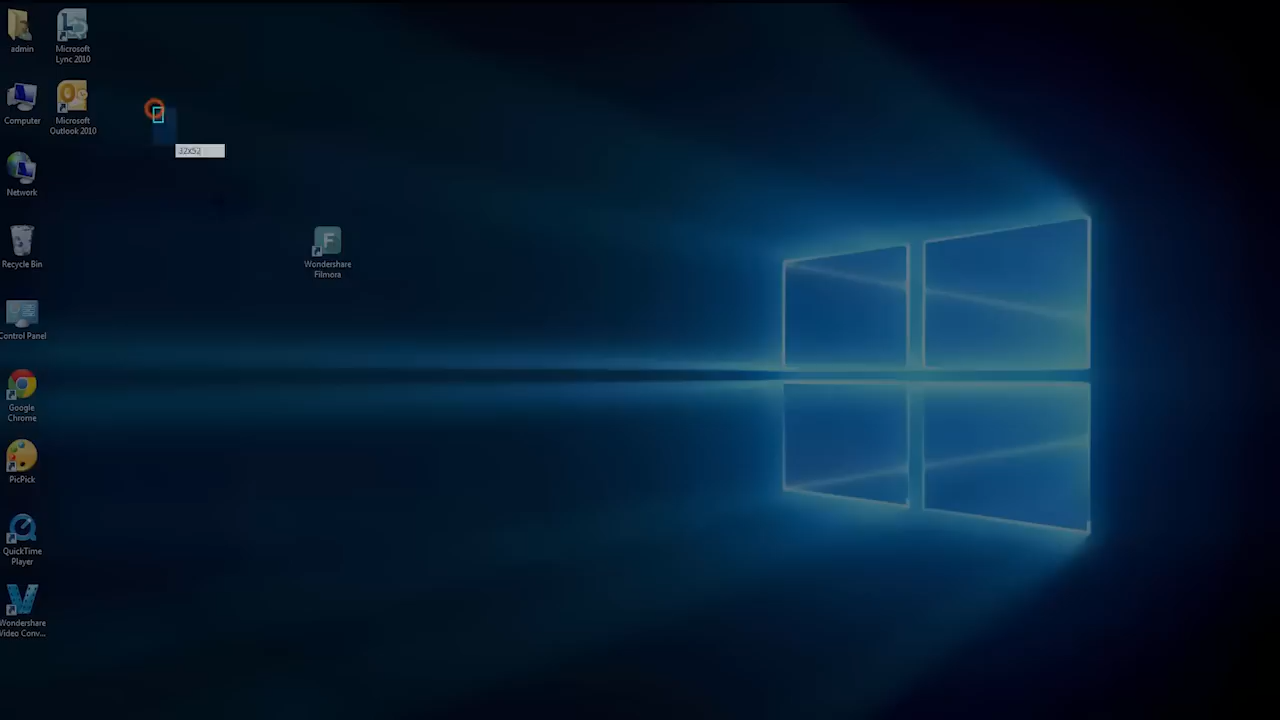 admin
Microsoft
Lync 2010
Computer
Microsoft
Outlook 2010
32x52
Network
F
Wondershare
Filmora
Recycle Bin
Control Panel
Google
Chrome
PicPick
QuickTime
Player
Wondershare
Video Conv...